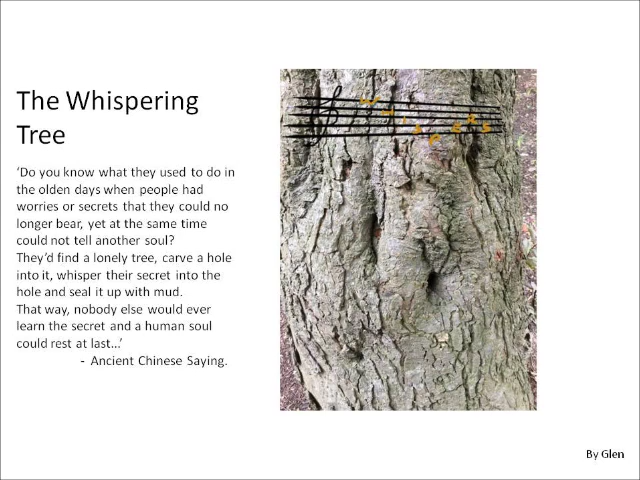 The Whispering
Tree
‘Do you know what they used to do in
the olden days when people had
worries or secrets that they could no
longer bear, yet at the same time
could not tell another soul?
They’d find a lonely tree, carve a hole
into it, whisper their secret into the
hole and seal it up with mud.
That way, nobody else would ever
learn the secret and a human soul
could rest at last...’
- Ancient Chinese Saying.
By Glen